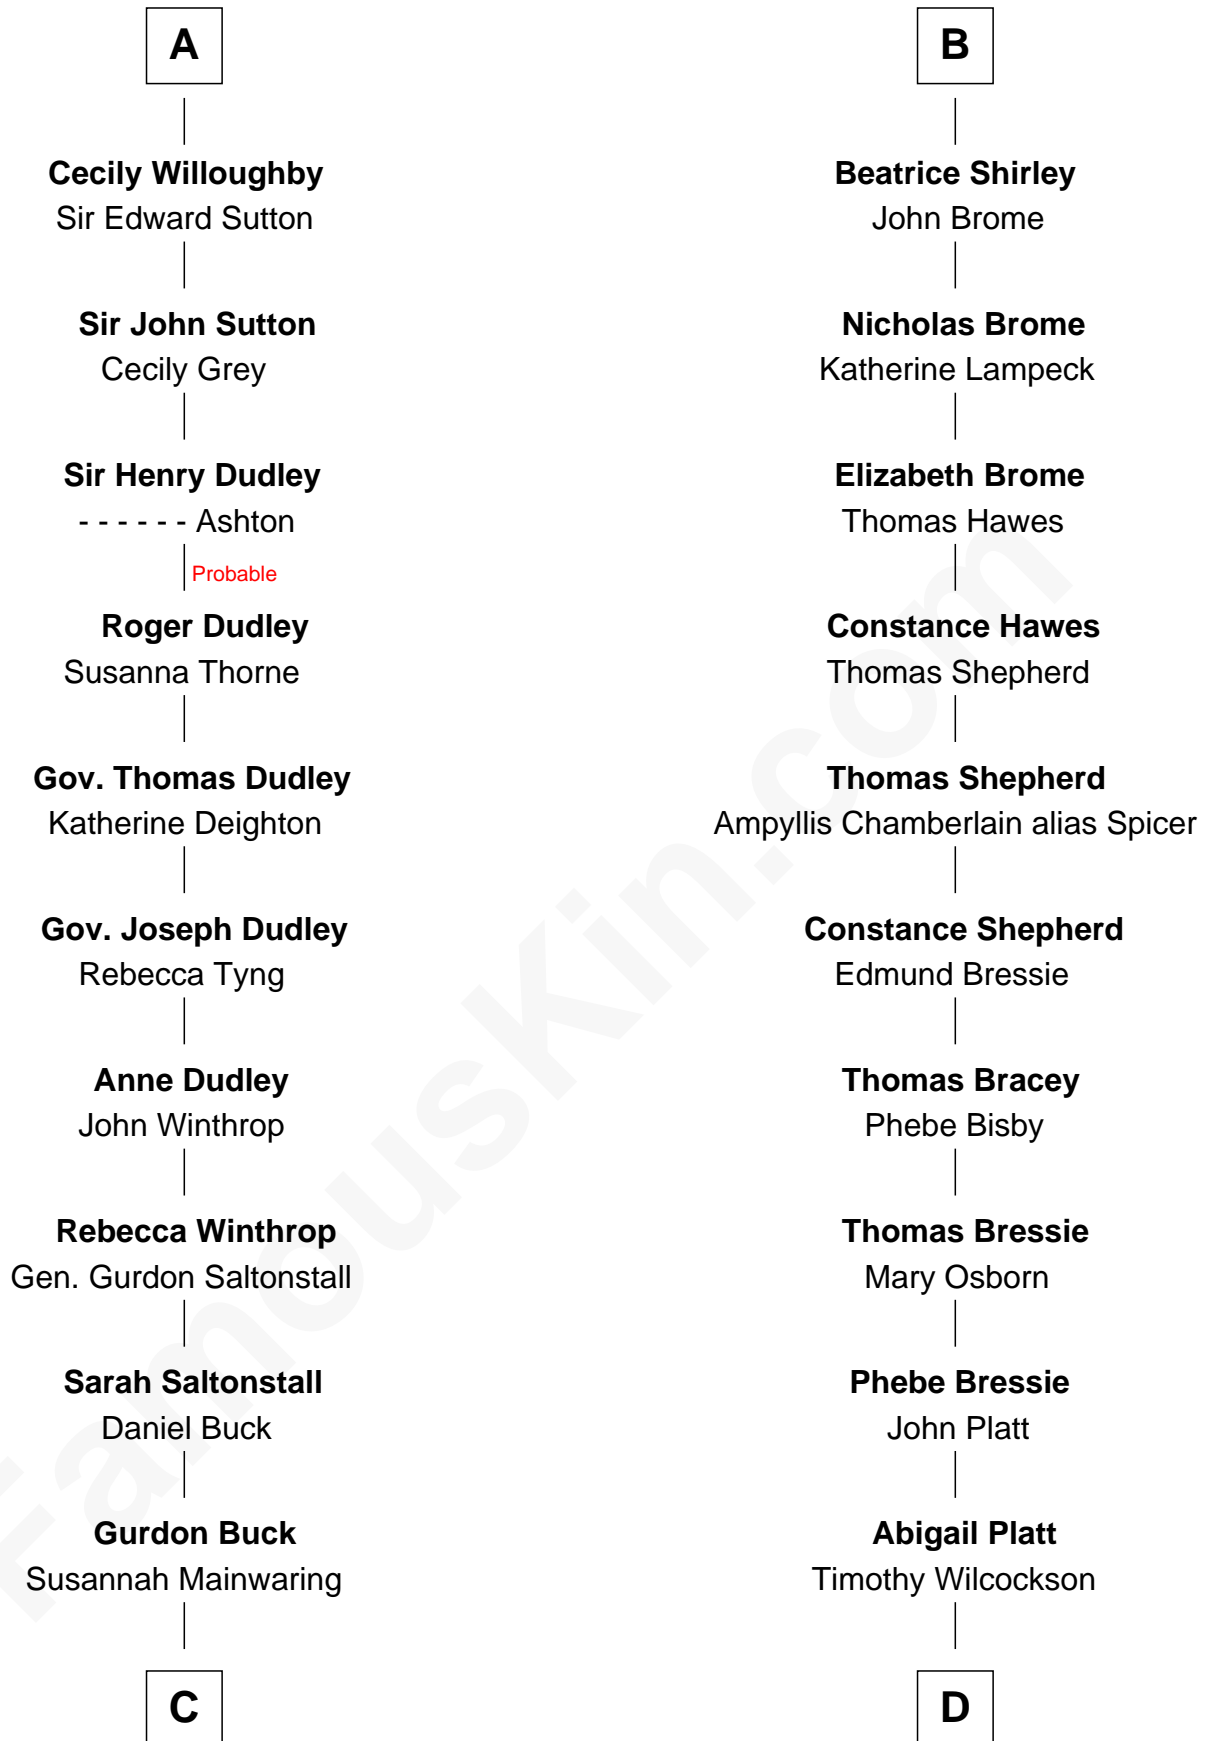 A
Cecily Willoughby
Sir Edward Sutton
Sir John Sutton
Cecily Grey
Sir Henry Dudley
- - - - - - Ashton
Probable
Roger Dudley
Susanna Thorne
Gov. Thomas Dudley
Katherine Deighton
Gov. Joseph Dudley
Rebecca Tyng
Anne Dudley
John Winthrop
Rebecca Winthrop
Gen. Gurdon Saltonstall
Sarah Saltonstall
Daniel Buck
Gurdon Buck
Susannah Mainwaring
C
B
Beatrice Shirley
John Brome
Nicholas Brome
Katherine Lampeck
Elizabeth Brome
Thomas Hawes
Constance Hawes
Thomas Shepherd
Thomas Shepherd
Ampyllis Chamberlain alias Spicer
Constance Shepherd
Edmund Bressie
Thomas Bracey
Phebe Bisby
Thomas Bressie
Mary Osborn
Phebe Bressie
John Platt
Abigail Platt
Timothy Wilcockson
D
FamousKin.com